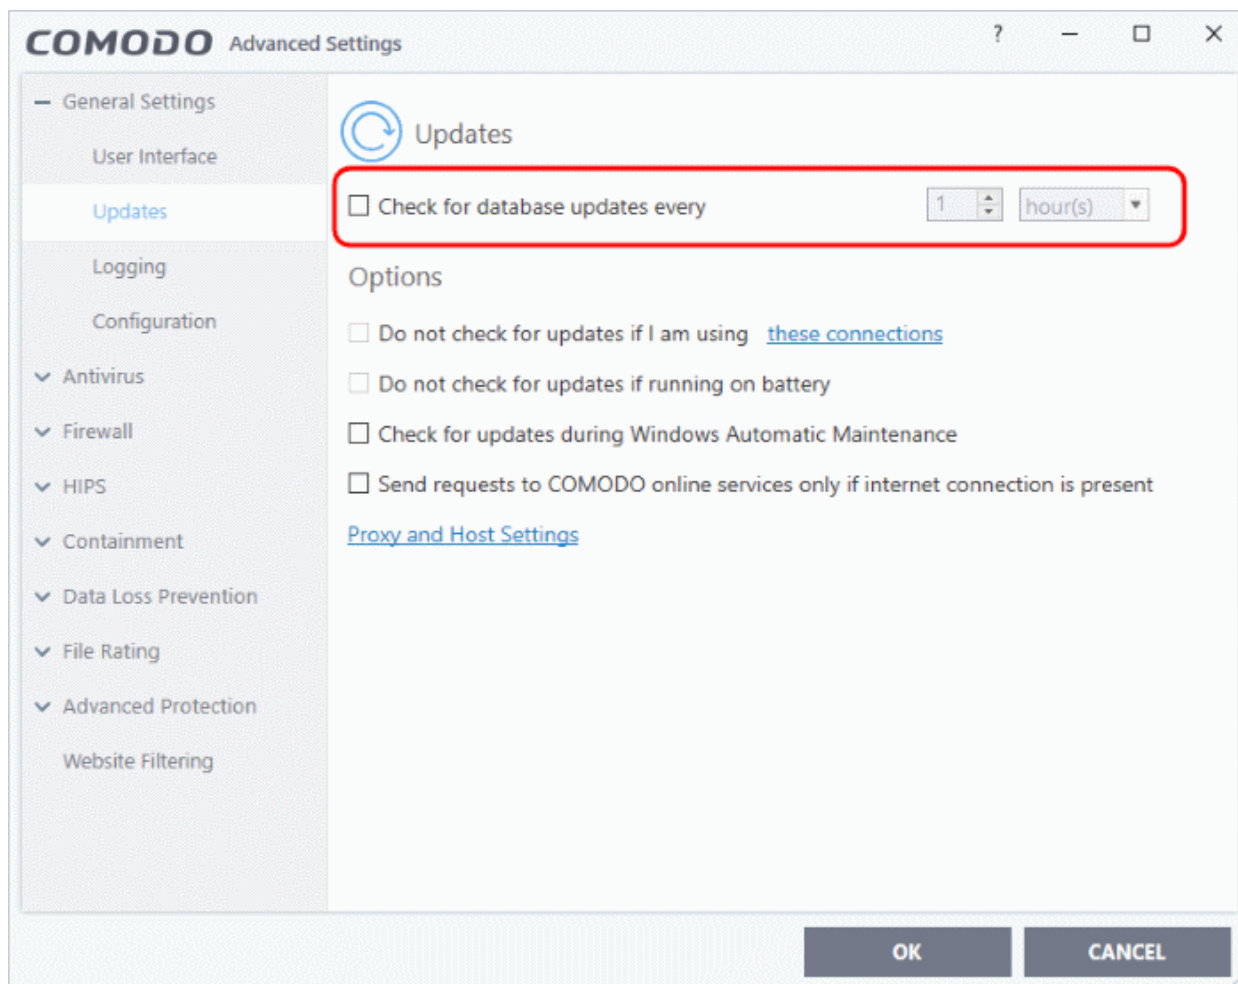 COMODO Advanced Settings ?
General Settings
User Interface
Updates
Logging
Configuration
Antivirus
Firewall
HIPS
Containment
Data Loss Prevention
File Rating
Advanced Protection
Website Filtering
Updates
Check for database updates every 1 hour(s)
Options
Do not check for updates if I am using these connections
Do not check for updates if running on battery
Check for updates during Windows Automatic Maintenance
Send requests to COMODO online services only if internet connection is present
Proxy and Host Settings
OK CANCEL